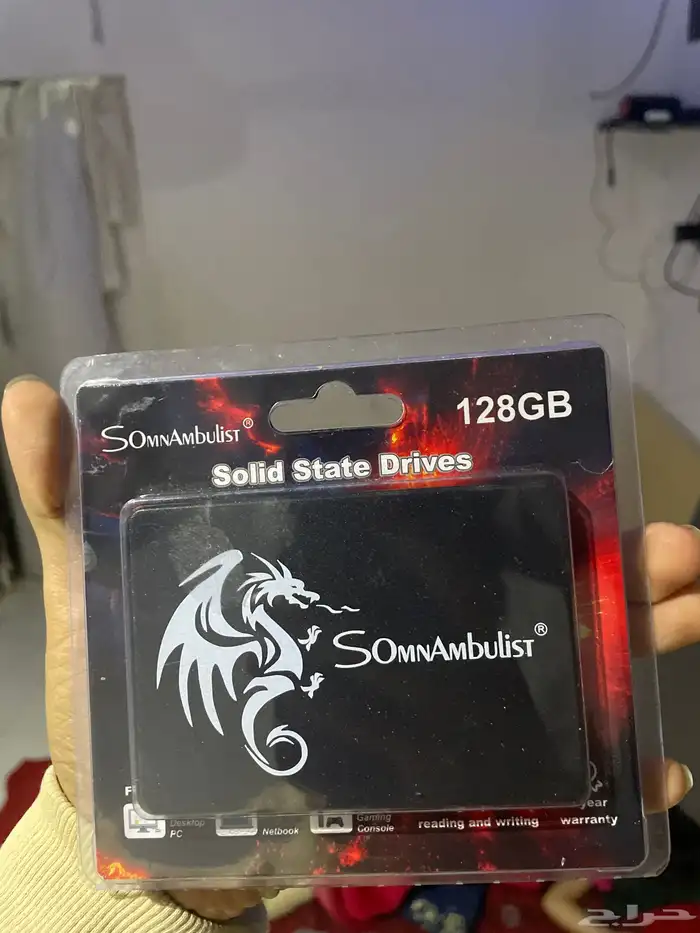 SOMNAMBULIST®
128GB
Solid State Drives
SOMNAMBULIST®
Desktop
PC
Netbook
Gaming
Console
reading and writing
year
warranty
حراج